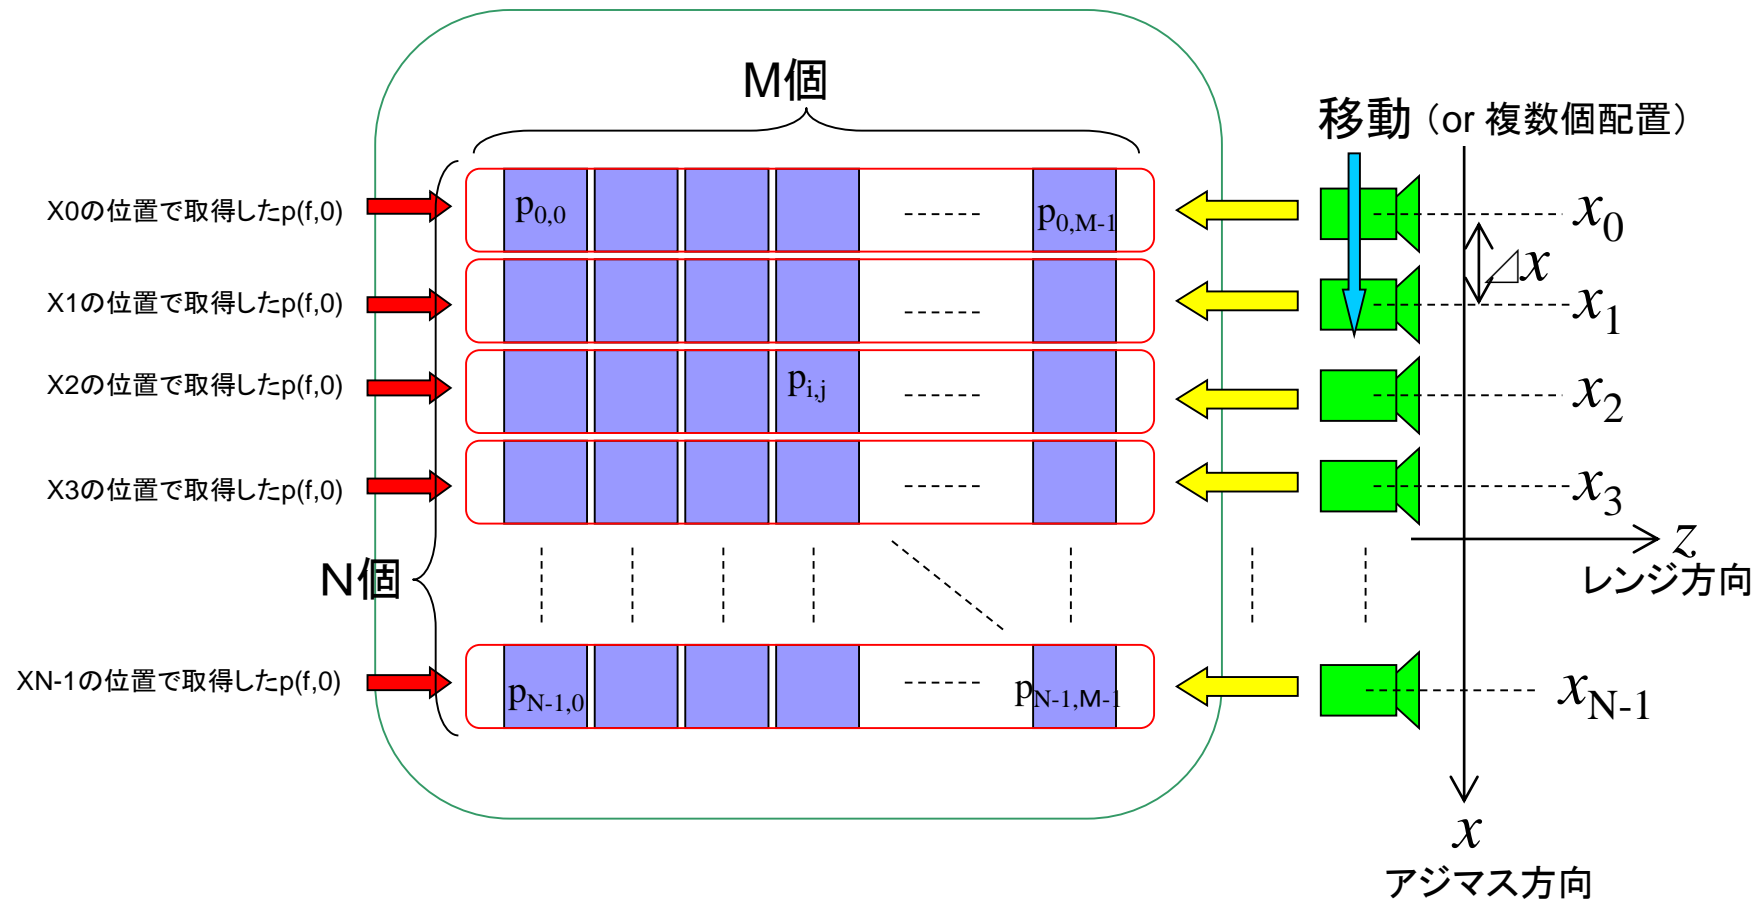 M個
移動（or 複数個配置）
X0の位置で取得したp(f,0)
p0,0
p0,M-1
x0
⊿x
X1の位置で取得したp(f,0)
x1
X2の位置で取得したp(f,0)
pi,j
x2
X3の位置で取得したp(f,0)
x3
z
レンジ方向
N個
XN-1の位置で取得したp(f,0)
pN-1,0
pN-1,M-1
xN-1
x
アジマス方向